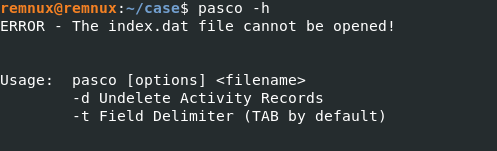 remnux@remnux:~/case$ pasco -h
ERROR - The index.dat file cannot be opened!
Usage:  pasco [options] <filename>
        -d Undelete Activity Records
        -t Field Delimiter (TAB by default)